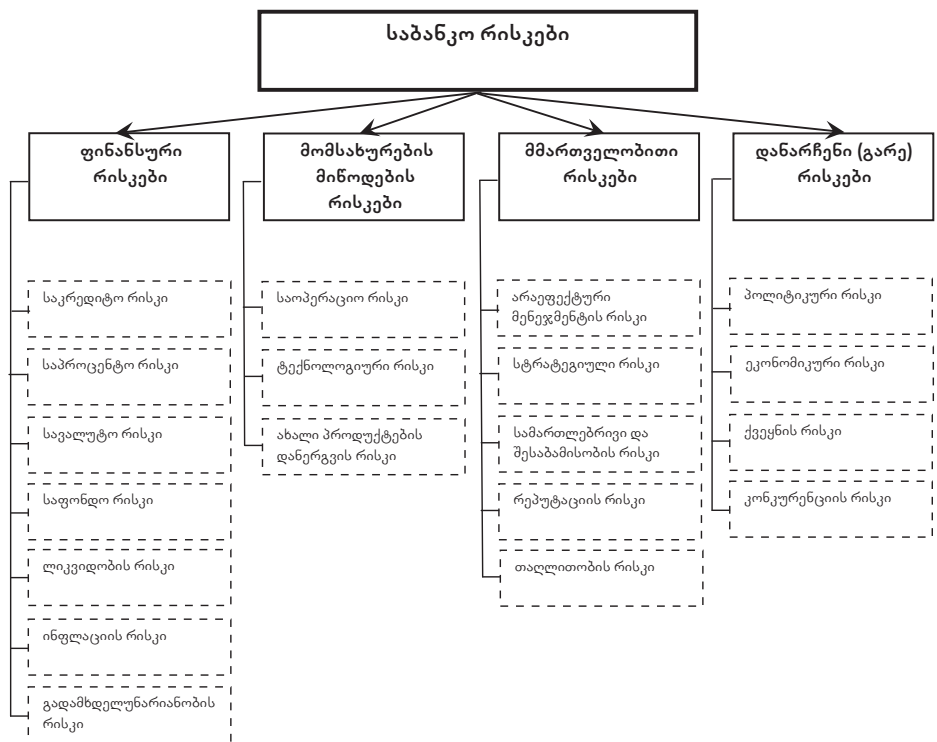 საბანკო რისკები
ფინანსური
რისკები
საკრედიტო რისკი
საპროცენტო რისკი
სავალუტო რისკი
საფონდო რისკი
ლიკვიდობის რისკი
ინფლაციის რისკი
გადამხდელუნარიანობის
რისკი
მომსახურების
მიწოდების
რისკები
საოპერაციო რისკი
ტექნოლოგიური რისკი
ახალი პროდუქტების
დანერგვის რისკი
მმართველობითი
რისკები
არაეფექტური
მენეჯმენტის რისკი
სტრატეგიული რისკი
სამართლებრივი და
შესაბამისობის რისკი
რეპუტაციის რისკი
თაღლითობის რისკი
დანარჩენი (გარე)
რისკები
პოლიტიკური რისკი
ეკონომიკური რისკი
ქვეყნის რისკი
კონკურენციის რისკი